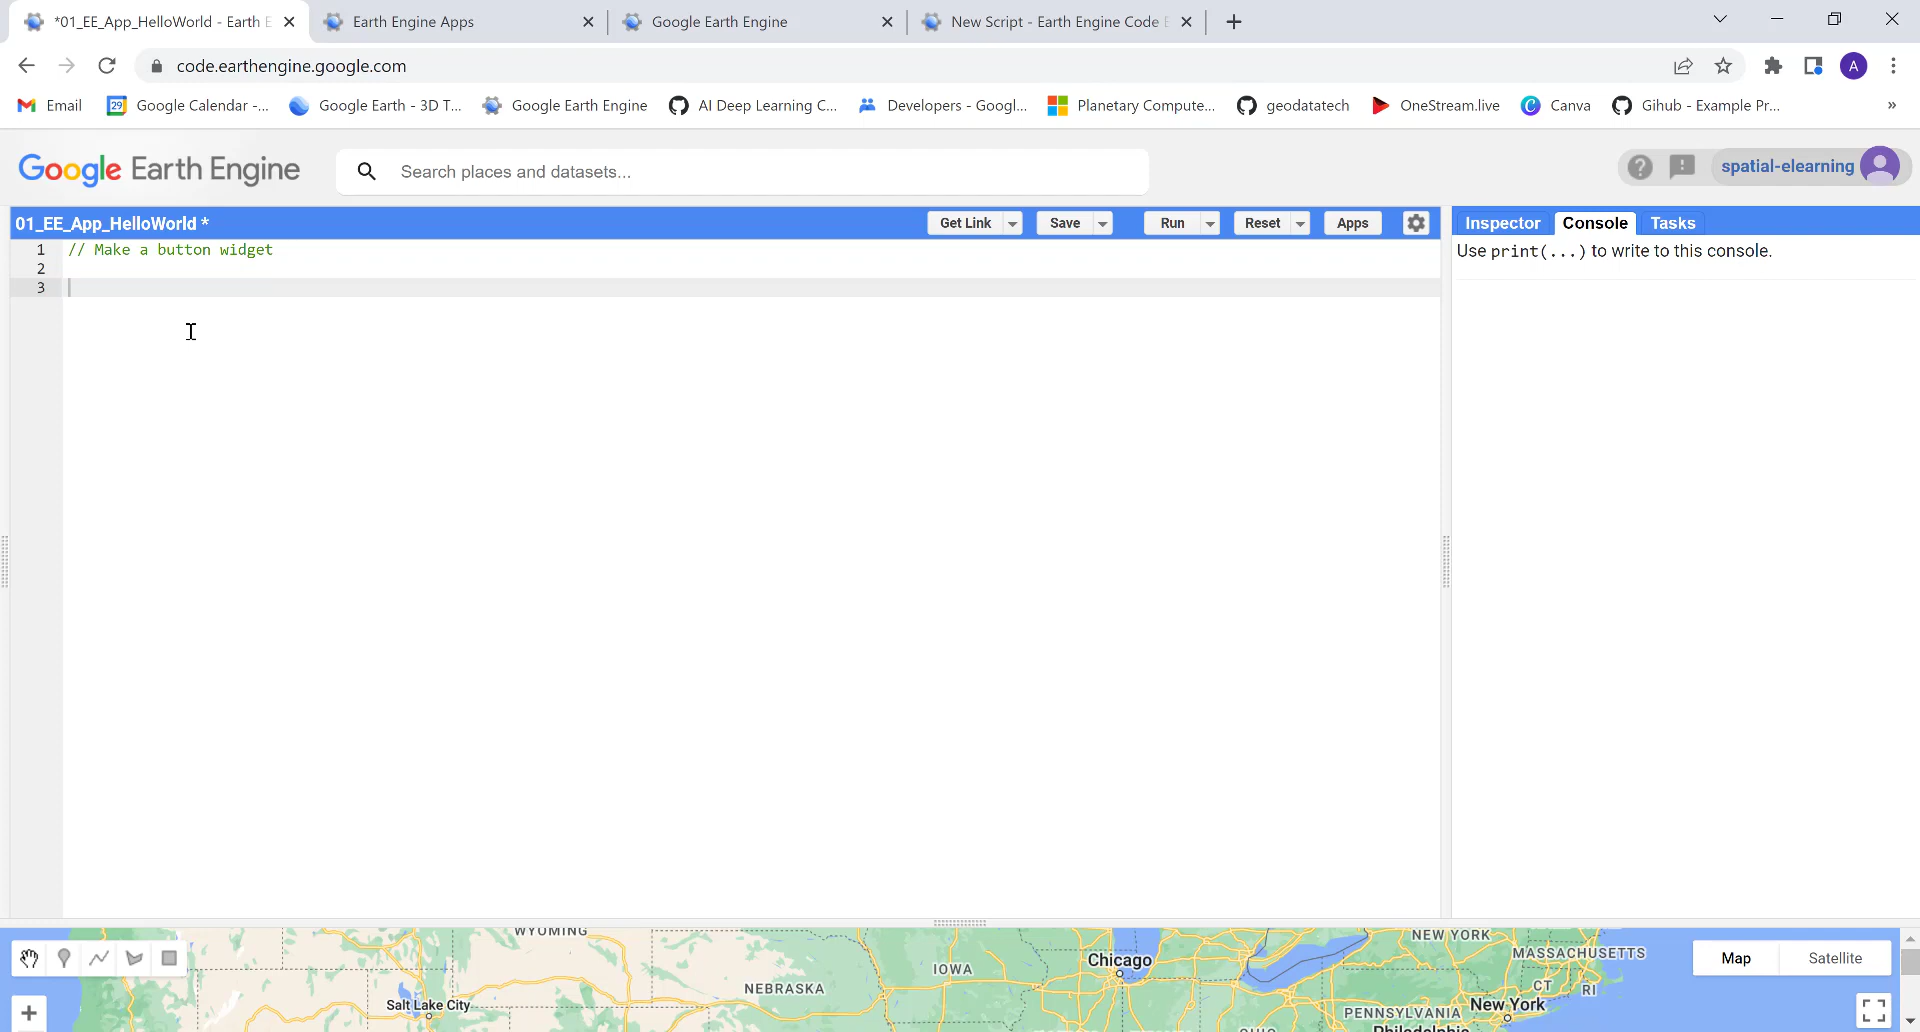 *01_EE_App_HelloWorld - Earth E
Earth Engine Apps
Google Earth Engine
New Script - Earth Engine Code E
code.earthengine.google.com
A
Email
29
Google Calendar -...
Google Earth - 3D T...
Google Earth Engine
AI Deep Learning C...
Developers - Googl...
Planetary Compute...
geodatatech
OneStream.live
Canva
Gihub - Example Pr...
»
Google Earth Engine
Search places and datasets...
spatial-elearning
01_EE_App_HelloWorld *
Get Link
Save
Run
Reset
Apps
Inspector
Console
Tasks
1 // Make a button widget
2
3
Use print(...) to write to this console.
WYOMING
NEBRASKA
IOWA
Salt Lake City
Chicago
NEW YORK
MASSACHUSETTS
CT
RI
New York
PENNSYLVANIA
Philadelphia
OHIO
Map
Satellite